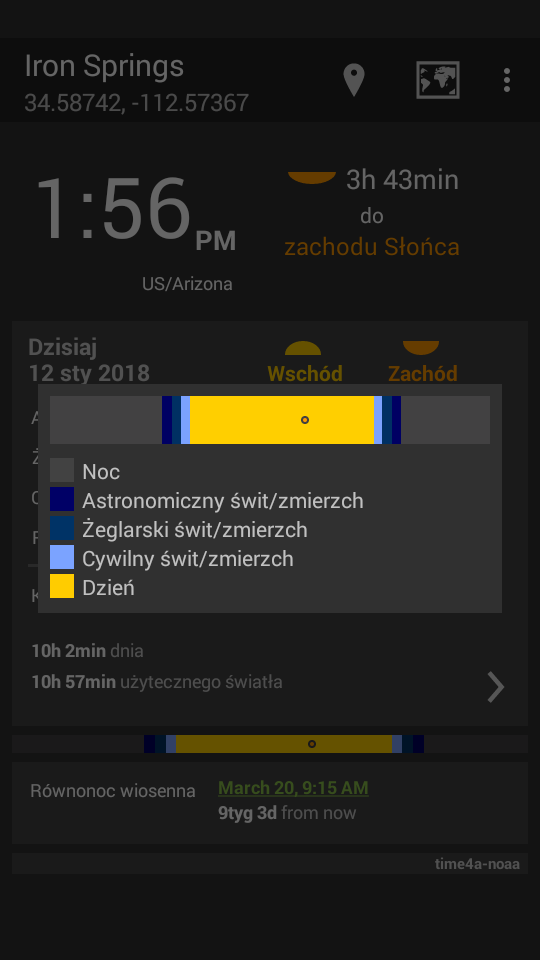 Iron Springs
34.58742, -112.57367
1:56 PM
3h 43min
do
zachodu Słońca
US/Arizona
Dzisiaj
12 sty 2018
Wschód
Zachód
Noc
Astronomiczny świt/zmierzch
Żeglarski świt/zmierzch
Cywilny świt/zmierzch
Dzień
10h 2min dnia
10h 57min użytecznego światła
Równonoc wiosenna
March 20, 9:15 AM
9tyg 3d from now
time4a-noaa